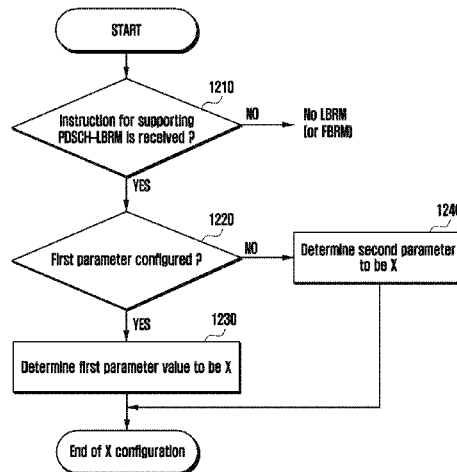 START
1210
Instruction for supporting
PDSCH-LBRM is received ?
NO
No LBRM
(or FBRM)
YES
1220
First parameter configured ?
NO
1240
Determine second parameter
to be X
YES
1230
Determine first parameter value to be X
End of X configuration